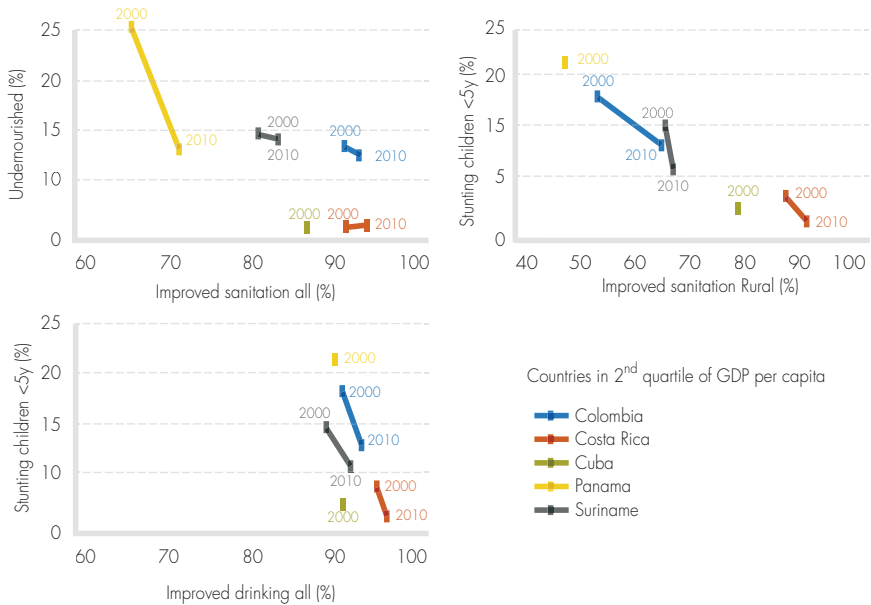 25
20
15
10
0
Undernourished (%)
2000
2010
2000
2010
2000
2010
2000
2000
2010
60 70 80 90 100
Improved sanitation all (%)
25
20
15
5
0
Stunting children <5y (%)
2000
2000
2010
2000
2010
2000
2000
2010
40 50 60 70 80 90 100
Improved sanitation Rural (%)
25
20
15
10
0
Stunting children <5y (%)
2000
2000
2010
2000
2010
2000
2000
2010
60 70 80 90 100
Improved drinking all (%)
Countries in 2nd quartile of GDP per capita
Colombia
Costa Rica
Cuba
Panama
Suriname